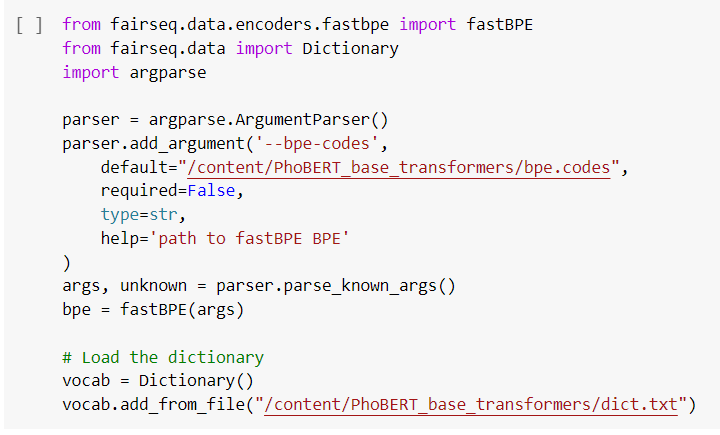 [ ] from fairseq.data.encoders.fastbpe import fastBPE
from fairseq.data import Dictionary
import argparse

parser = argparse.ArgumentParser()
parser.add_argument('--bpe-codes',
    default="/content/PhoBERT_base_transformers/bpe.codes",
    required=False,
    type=str,
    help='path to fastBPE BPE'
)
args, unknown = parser.parse_known_args()
bpe = fastBPE(args)

# Load the dictionary
vocab = Dictionary()
vocab.add_from_file("/content/PhoBERT_base_transformers/dict.txt")